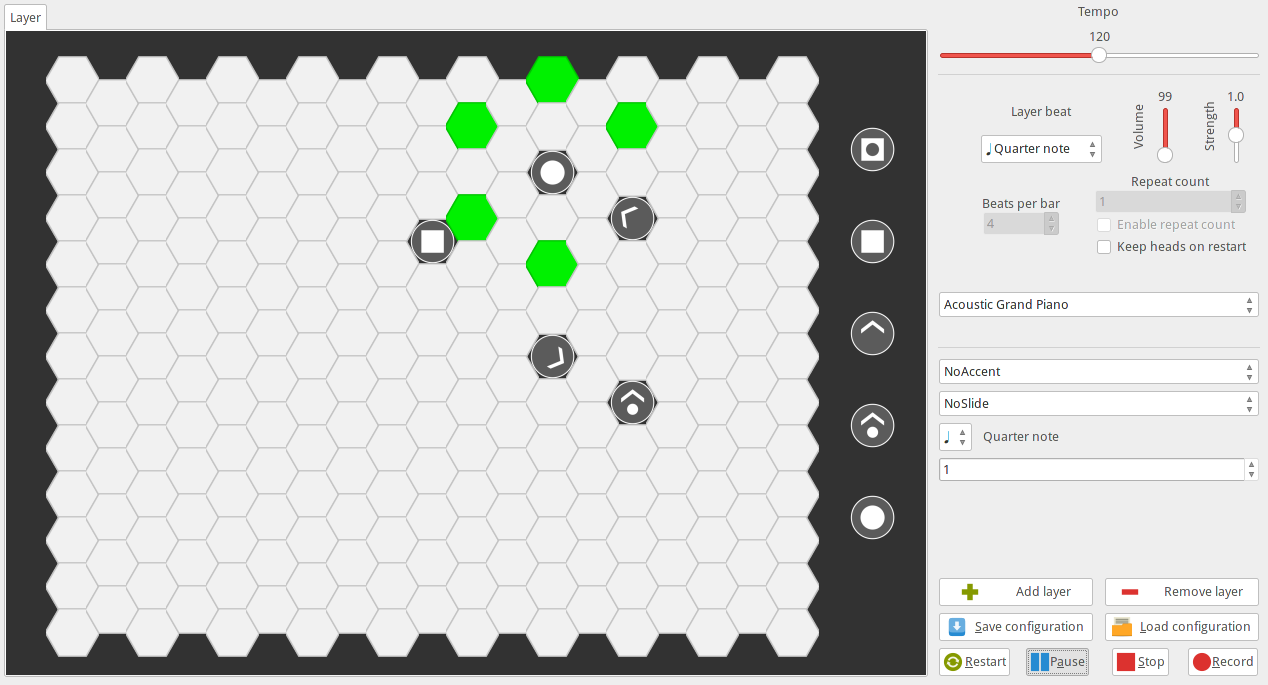 Layer
Tempo
120
Layer beat
Volume
99
Strength
1.0
Quarter note
Repeat count
1
Beats per bar
4
Enable repeat count
Keep heads on restart
Acoustic Grand Piano
NoAccent
NoSlide
Quarter note
1
Add layer
Remove layer
Save configuration
Load configuration
Restart
Pause
Stop
Record